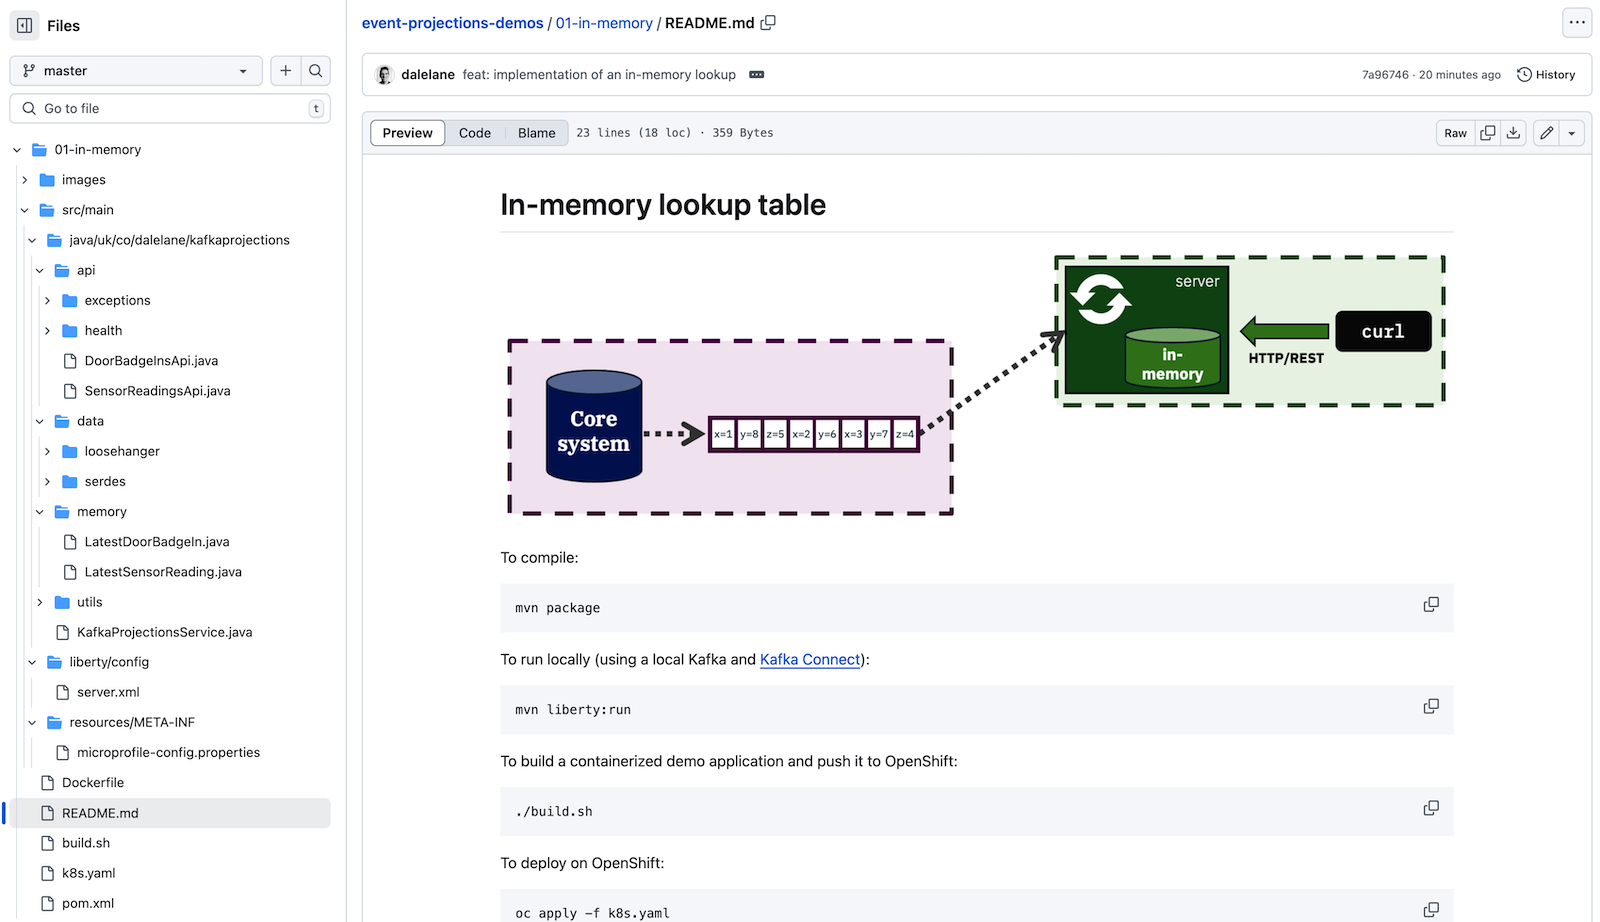 Files
master
Go to file
t
01-in-memory
images
src/main
java/uk/co/dalelane/kafkaprojections
api
exceptions
health
DoorBadgeInsApi.java
SensorReadingsApi.java
data
loosehanger
serdes
memory
LatestDoorBadgeIn.java
LatestSensorReading.java
utils
KafkaProjectionsService.java
liberty/config
server.xml
resources/META-INF
microprofile-config.properties
Dockerfile
README.md
build.sh
k8s.yaml
pom.xml
event-projections-demos / 01-in-memory / README.md
dalelane feat: implementation of an in-memory lookup
7a96746 · 20 minutes ago
History
Preview Code Blame 23 lines (18 loc) · 359 Bytes
Raw
In-memory lookup table
Core
system
x=1 y=8 z=5 x=2 y=6 x=3 y=7 z=4
server
in-
memory
HTTP/REST
curl
To compile:
mvn package
To run locally (using a local Kafka and Kafka Connect):
mvn liberty:run
To build a containerized demo application and push it to OpenShift:
./build.sh
To deploy on OpenShift:
oc apply -f k8s.yaml